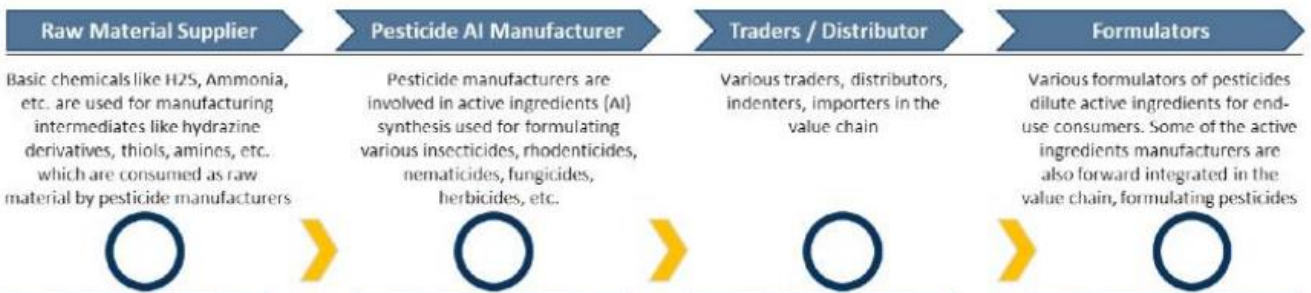 Raw Material Supplier
Pesticide AI Manufacturer
Traders / Distributor
Formulators
Basic chemicals like H2S, Ammonia,
etc. are used for manufacturing
intermediates like hydrazine
derivatives, thiols, amines, etc.
which are consumed as raw
material by pesticide manufacturers
Pesticide manufacturers are
involved in active ingredients (AI)
synthesis used for formulating
various insecticides, rhodenticides,
nematicides, fungicides,
herbicides, etc.
Various traders, distributors,
indenters, importers in the
value chain
Various formulators of pesticides
dilute active ingredients for end-
use consumers. Some of the active
ingredients manufacturers are
also forward integrated in the
value chain, formulating pesticides